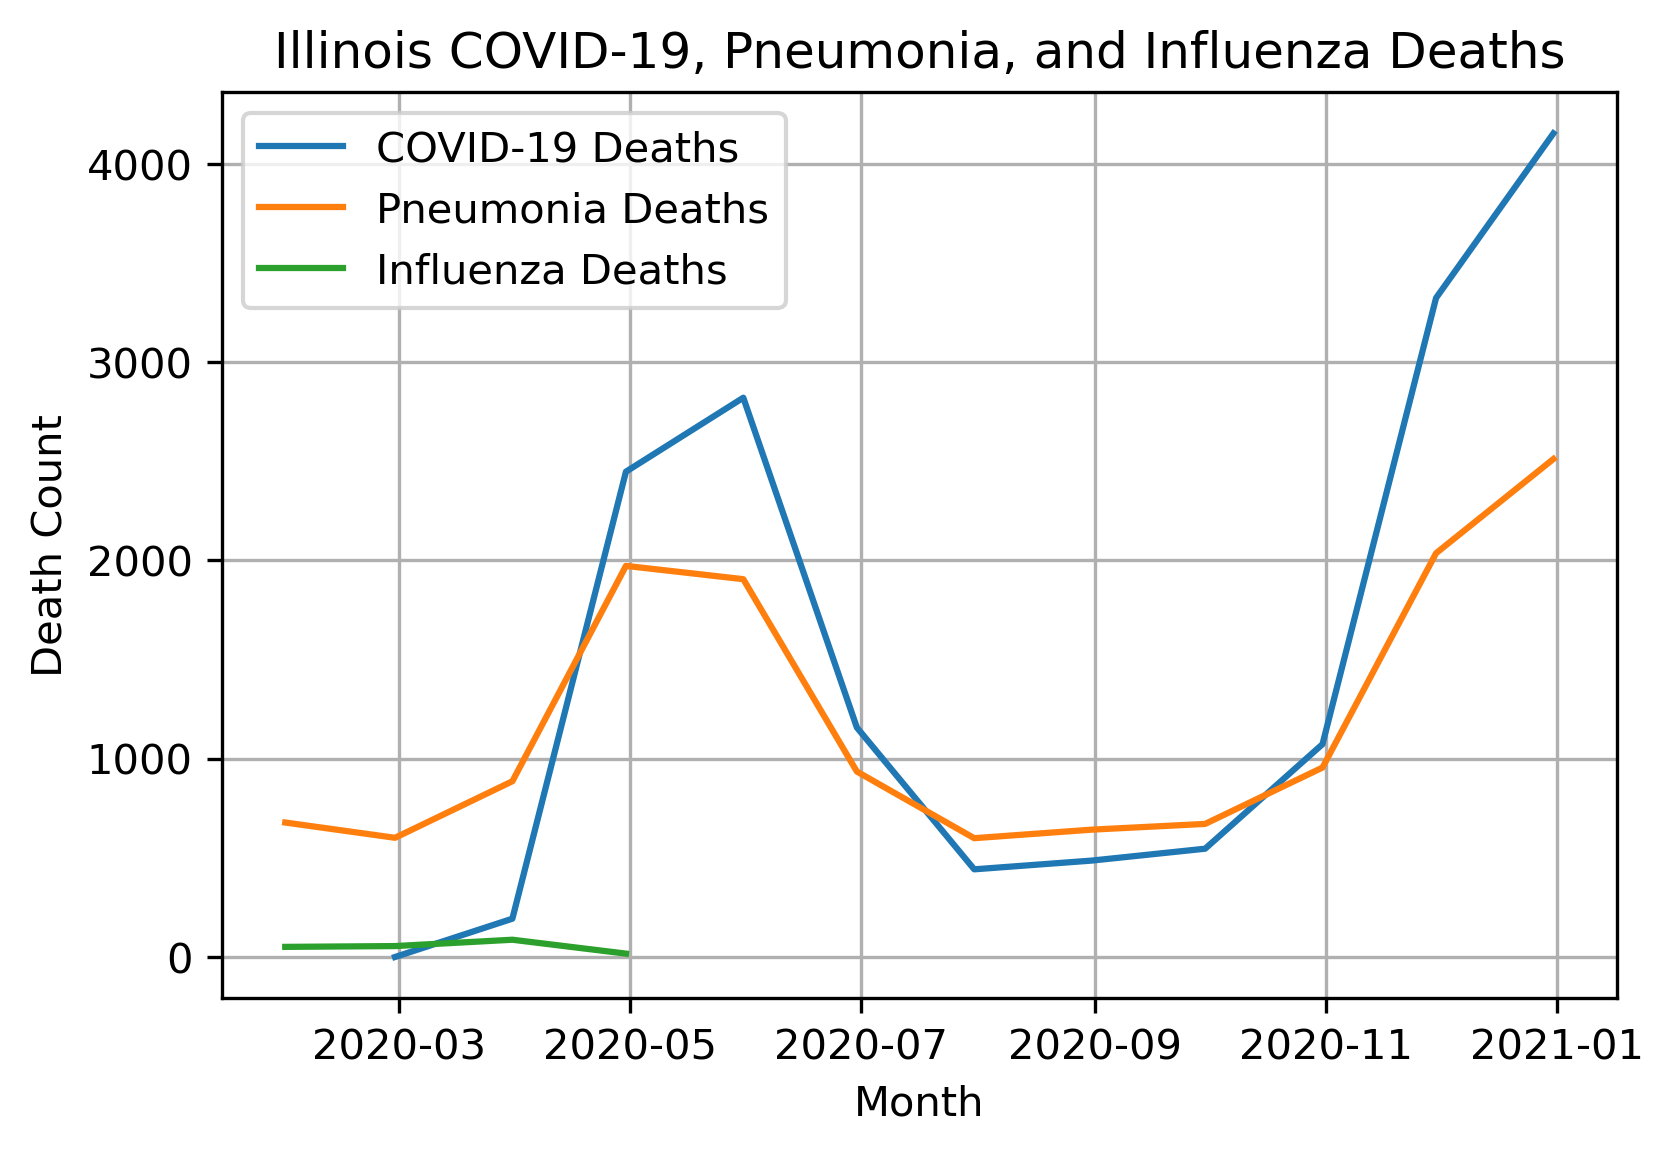 Illinois COVID-19, Pneumonia, and Influenza Deaths
COVID-19 Deaths
Pneumonia Deaths
Influenza Deaths
Death Count
4000
3000
2000
1000
0
2020-03 2020-05 2020-07 2020-09 2020-11 2021-01
Month